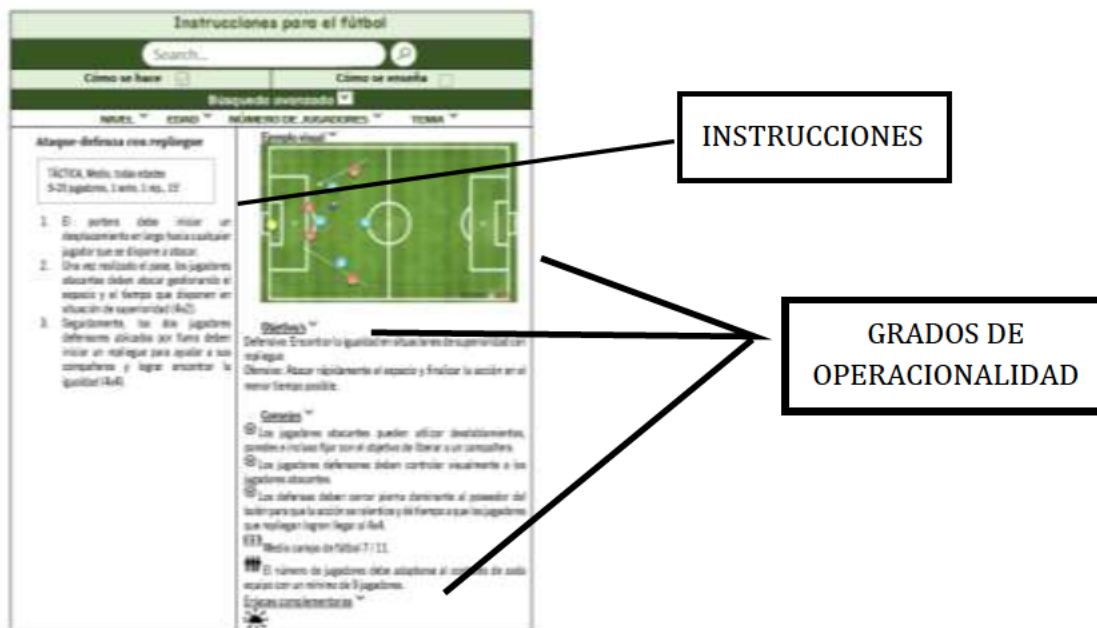 Instrucciones para el fútbol
Search...
Cómo se hace
Cómo se enseña
Búsqueda avanzada
NIVEL EDAD NÚMERO DE JUGADORES TEMA
Ataque-defensa con repliegue
TÁCTICA, Medio, todas edades
9-20 jugadores, 1 serie, 1 rep., 15'
1. El portero debe iniciar un
desplazamiento en largo hacia cualquier
jugador que se dispone a atacar.
2. Una vez realizado el pase, los jugadores
atacantes deben atacar gestionando el
espacio y el tiempo que disponen en
situación de superioridad (4x2).
3. Seguidamente, los dos jugadores
defensores ubicados por fuera deben
iniciar un repliegue para ayudar a sus
compañeros y lograr encontrar la
igualdad (4x4).
Ejemplo visual
Objetivo/s
Defensivo: Encontrar la igualdad en situaciones de superioridad con
repliegue.
Ofensivo: Atacar rápidamente el espacio y finalizar la acción en el
menor tiempo posible.
Consejos
Los jugadores atacantes pueden utilizar desdoblamientos,
paredes e incluso fijar con el objetivo de liberar a un compañero.
Los jugadores defensores deben controlar visualmente a los
jugadores atacantes.
Los defensas deben cerrar pierna dominante al poseedor del
balón para que la acción se ralentice y dé tiempo a que los jugadores
que repliegan logren llegar al 4x4.
Medio campo de fútbol 7 / 11.
El número de jugadores debe adaptarse al contexto de cada
equipo con un mínimo de 9 jugadores.
Enlaces complementarios
INSTRUCCIONES
GRADOS DE
OPERACIONALIDAD